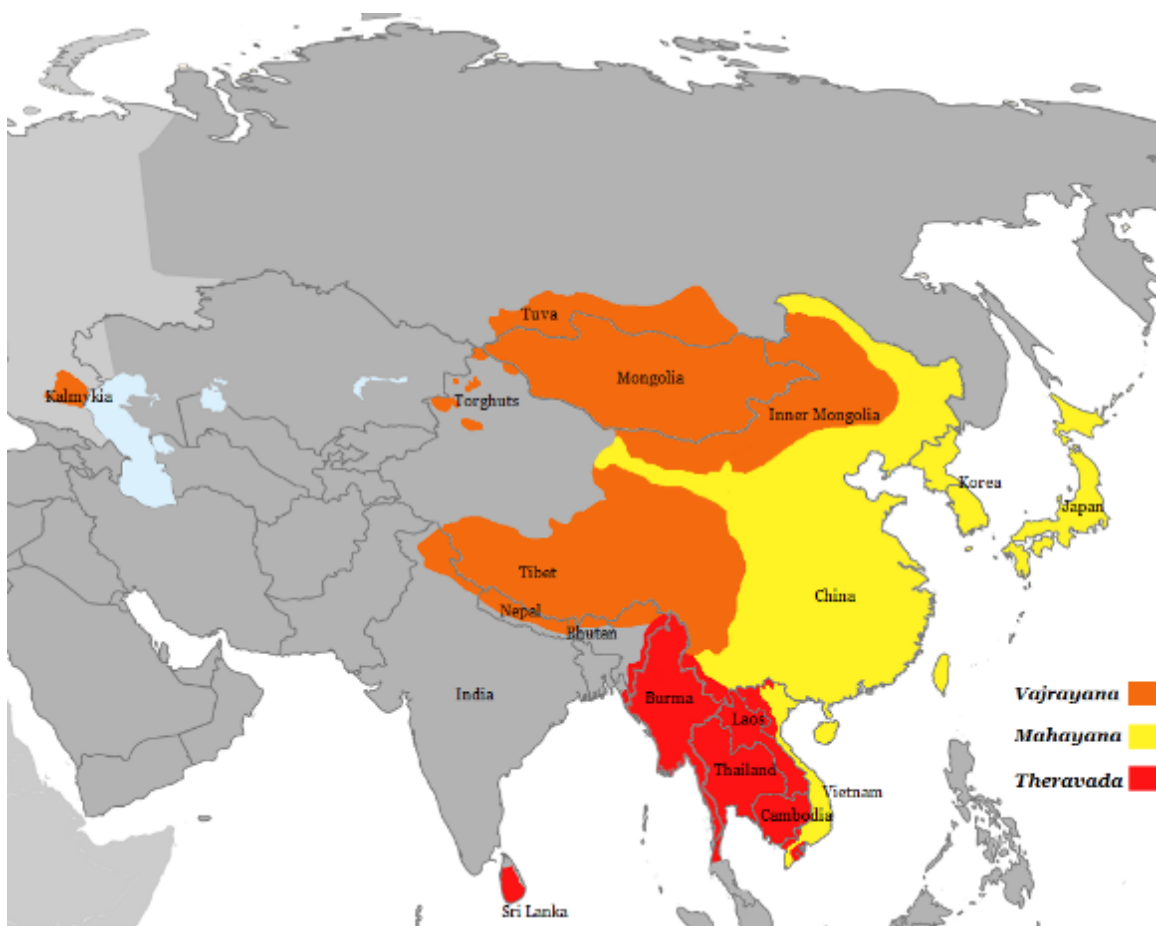 Tuva
Mongolia
Kalmykia
Torghuts
Inner Mongolia
Korea
Japan
Tibet
China
Nepal
Bhutan
India
Burma
Laos
Thailand
Vietnam
Cambodia
Sri Lanka
Vajrayana
Mahayana
Theravada